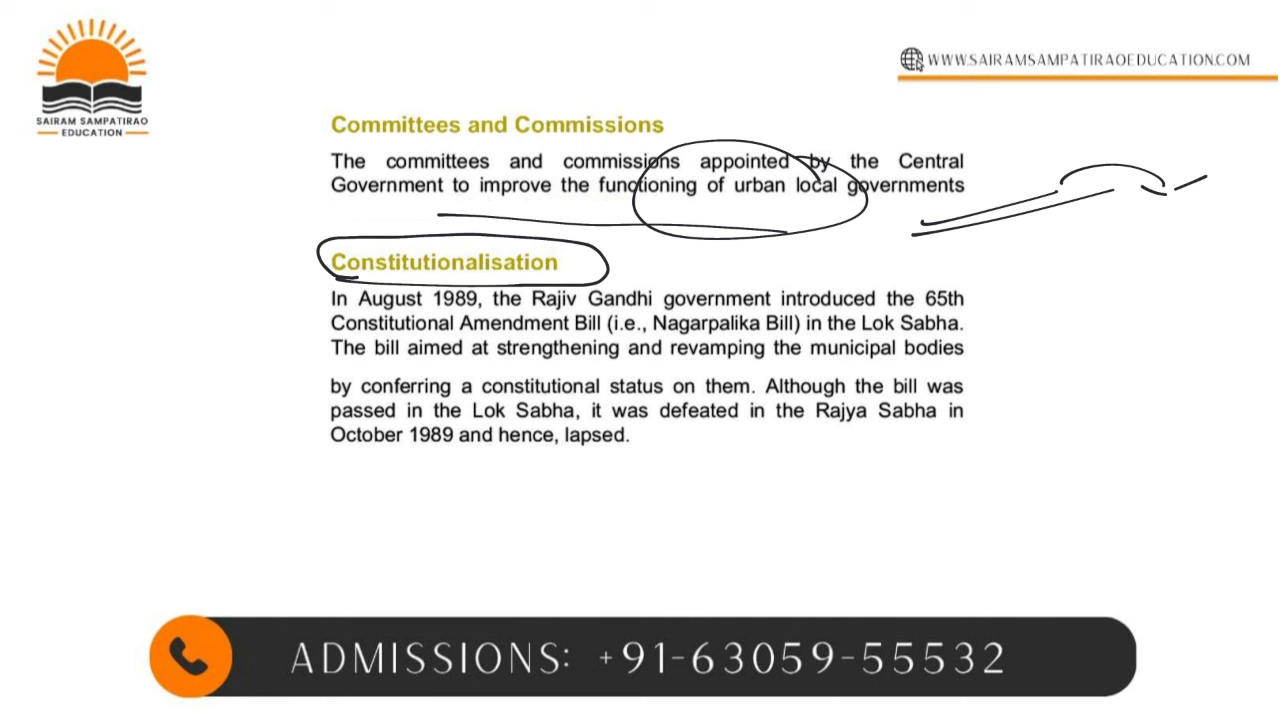 SAIRAM SAMPATIRAO
EDUCATION
WWW.SAIRAMSAMPATIRAOEDUCATION.COM
Committees and Commissions
The committees and commissions appointed by the Central
Government to improve the functioning of urban local governments
Constitutionalisation
In August 1989, the Rajiv Gandhi government introduced the 65th
Constitutional Amendment Bill (i.e., Nagarpalika Bill) in the Lok Sabha.
The bill aimed at strengthening and revamping the municipal bodies
by conferring a constitutional status on them. Although the bill was
passed in the Lok Sabha, it was defeated in the Rajya Sabha in
October 1989 and hence, lapsed.
ADMISSIONS: +91-63059-55532